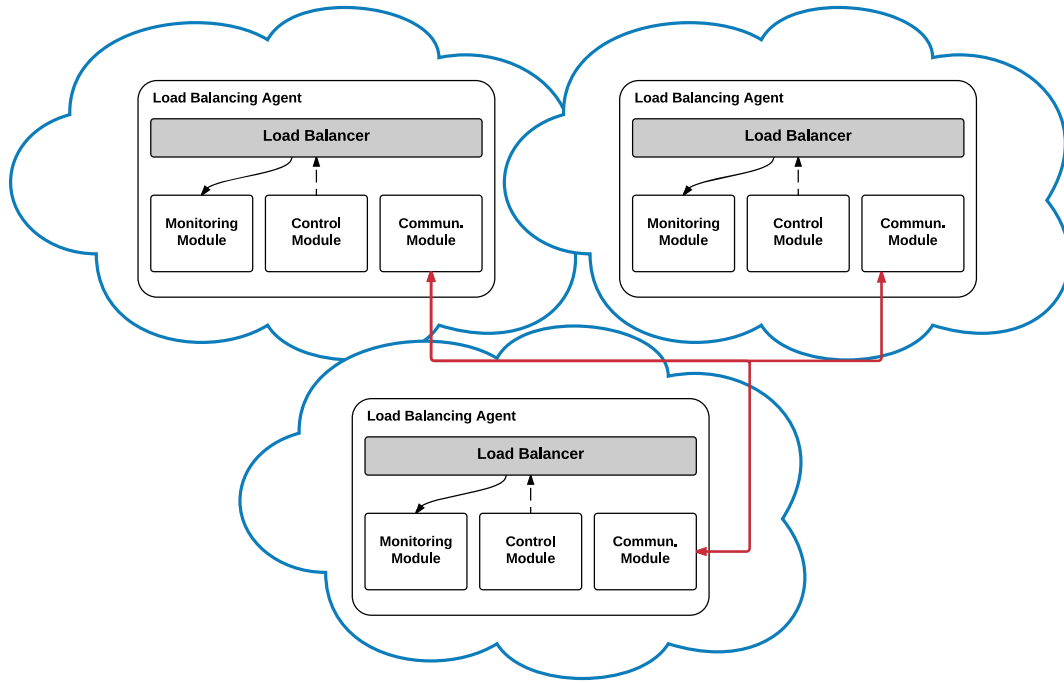 Load Balancing Agent
Load Balancer
Monitoring
Module
Control
Module
Commun.
Module
Load Balancing Agent
Load Balancer
Monitoring
Module
Control
Module
Commun.
Module
Load Balancing Agent
Load Balancer
Monitoring
Module
Control
Module
Commun.
Module